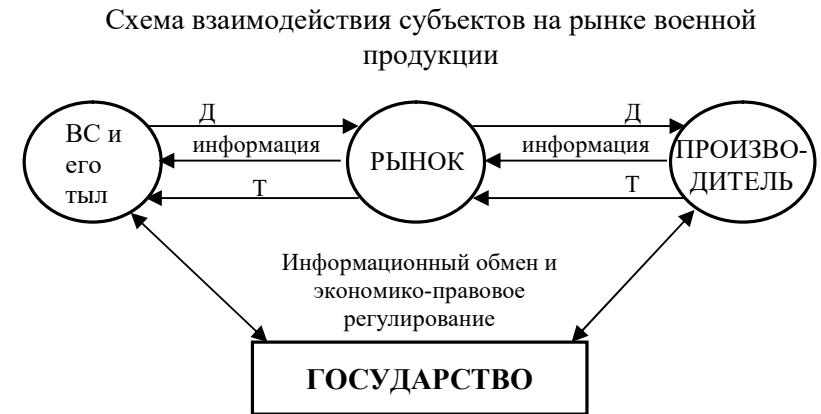 Схема взаимодействия субъектов на рынке военной
продукции
Д
Д
ВС и
его
тыл
информация
РЫНОК
информация
ПРОИЗВО-
ДИТЕЛЬ
Т
Т
Информационный обмен и
экономико-правовое
регулирование
ГОСУДАРСТВО